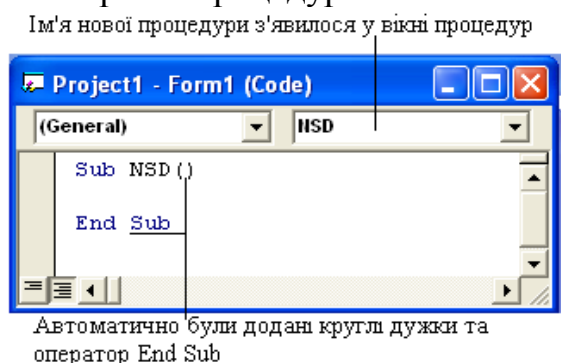 Ім'я нової процедури з'явилося у вікні процедур
Project1 - Form1 (Code)
(General) NSD
Sub NSD()
End Sub
Автоматично були додані круглі дужки та
оператор End Sub